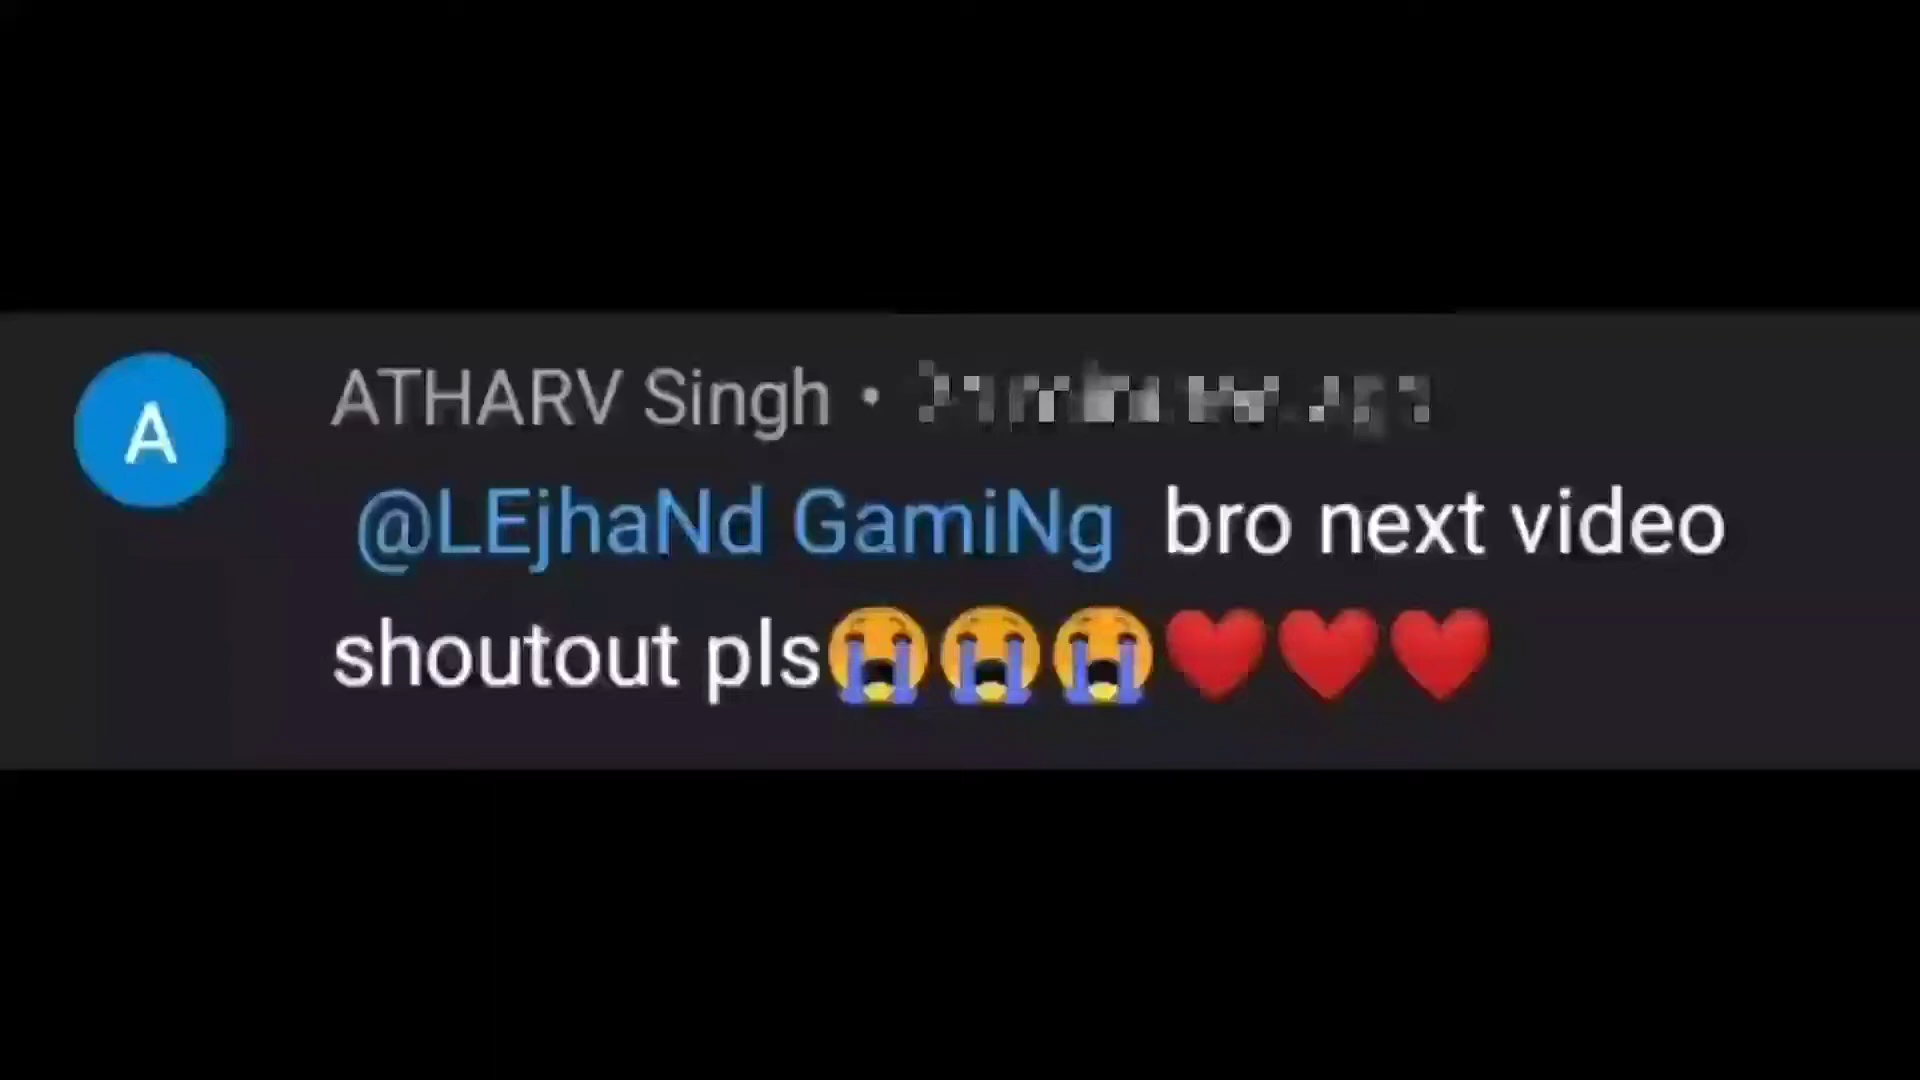 A
ATHARV Singh •
@LEjhaNd GamiNg bro next video
shoutout pls😭😭😭❤️❤️❤️